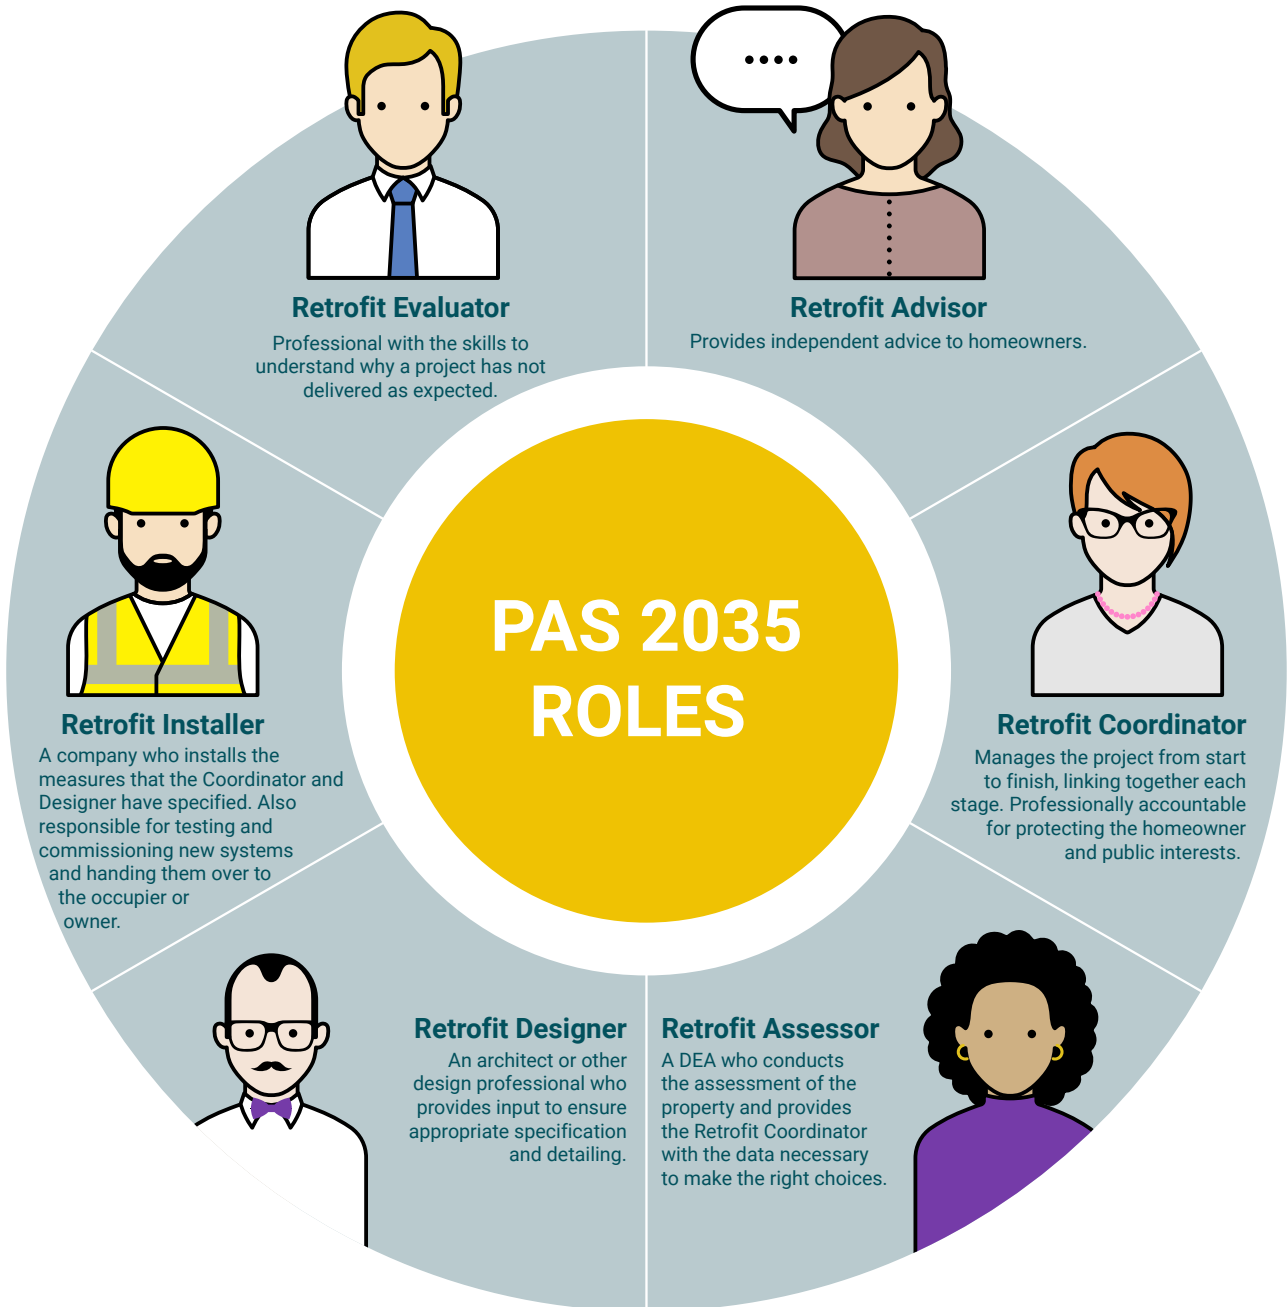 Retrofit Evaluator
Professional with the skills to
understand why a project has not
delivered as expected.
Retrofit Advisor
Provides independent advice to homeowners.
PAS 2035
ROLES
Retrofit Installer
A company who installs the
measures that the Coordinator and
Designer have specified. Also
responsible for testing and
commissioning new systems
and handing them over to
the occupier or
owner.
Retrofit Coordinator
Manages the project from start
to finish, linking together each
stage. Professionally accountable
for protecting the homeowner
and public interests.
Retrofit Designer
An architect or other
design professional who
provides input to ensure
appropriate specification
and detailing.
Retrofit Assessor
A DEA who conducts
the assessment of the
property and provides
the Retrofit Coordinator
with the data necessary
to make the right choices.